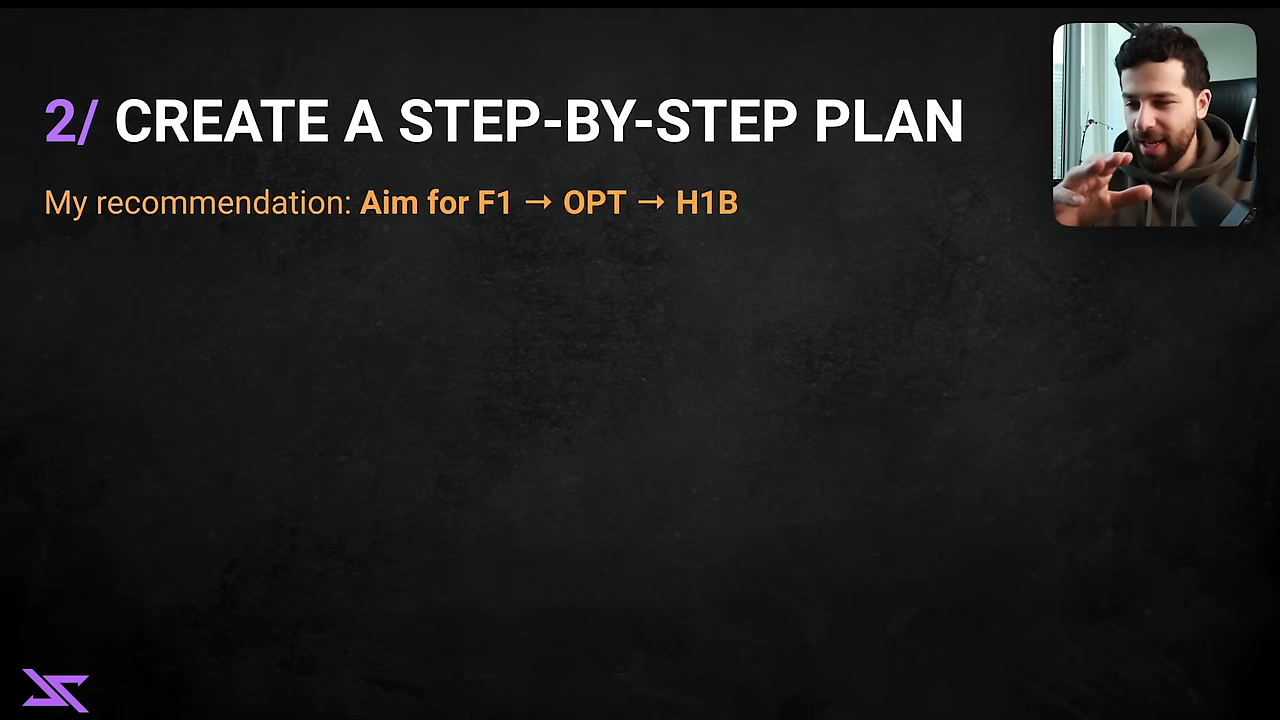 2/ CREATE A STEP-BY-STEP PLAN
My recommendation: Aim for F1 → OPT → H1B